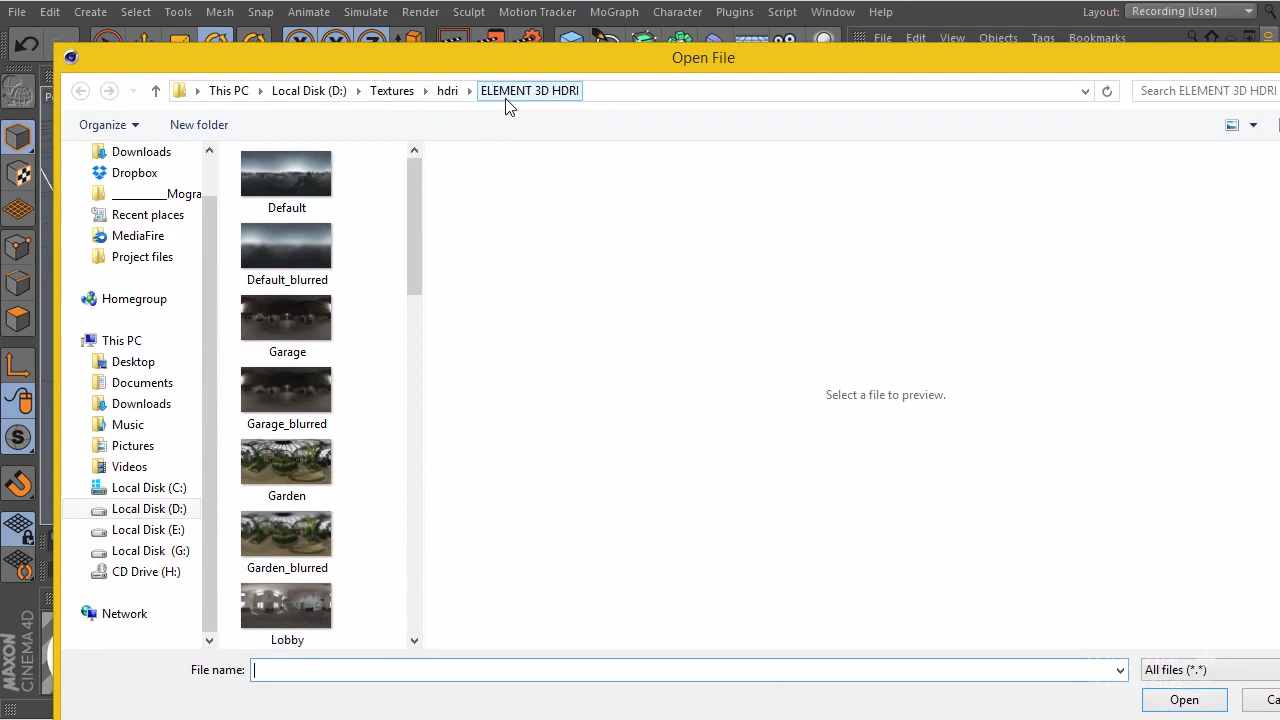 File Edit Create Select Tools Mesh Snap Animate Simulate Render Sculpt Motion Tracker MoGraph Character Plugins Script Window Help Layout: Recording (User)
File Edit View Objects Tags Bookmarks
Open File
This PC Local Disk (D:) Textures hdri ELEMENT 3D HDRI Search ELEMENT 3D HDRI
Organize New folder
Downloads
Dropbox
_________Mogra
Recent places
MediaFire
Project files
Homegroup
This PC
Desktop
Documents
Downloads
Music
Pictures
Videos
Local Disk (C:)
Local Disk (D:)
Local Disk (E:)
Local Disk (G:)
CD Drive (H:)
Network
Default
Default_blurred
Garage
Garage_blurred
Garden
Garden_blurred
Lobby
Select a file to preview.
File name: All files (*.*)
Open Ca
MAXON
CINEMA 4D